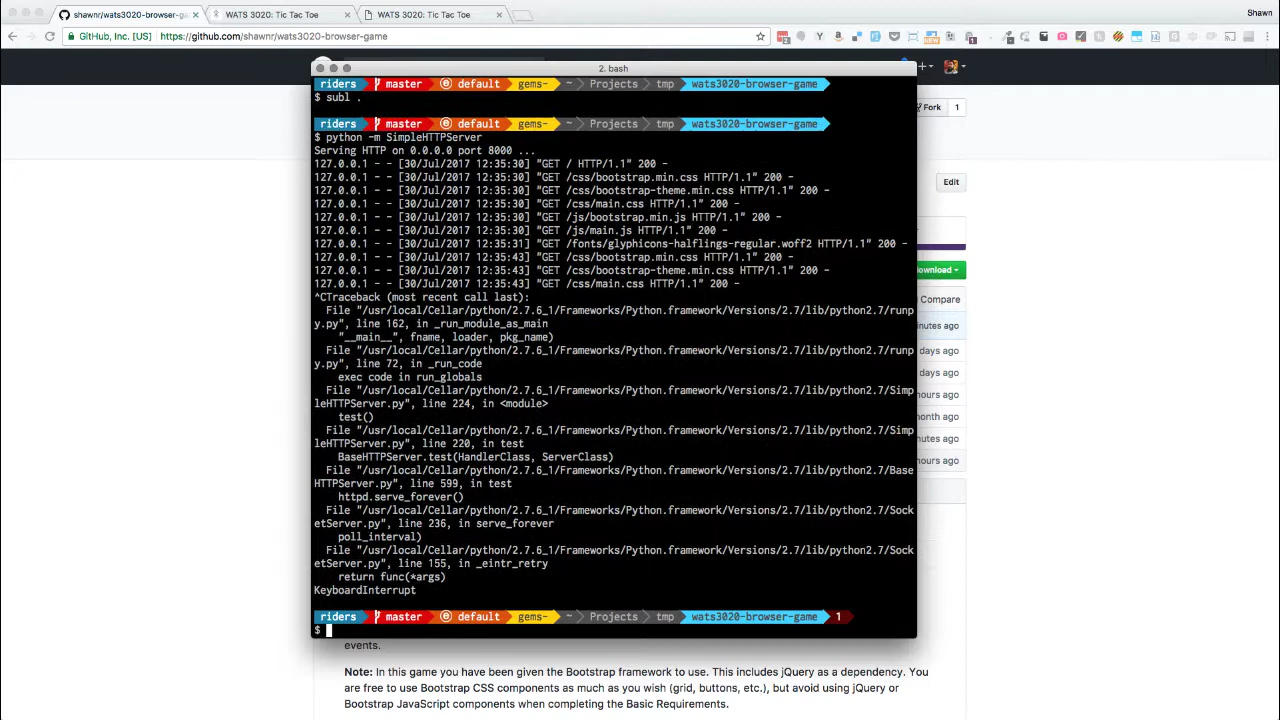 shawnr/wats3020-browser-ga
WATS 3020: Tic Tac Toe
WATS 3020: Tic Tac Toe
Shawn
GitHub, Inc. [US]
https://github.com/shawnr/wats3020-browser-game
2. bash
riders master default gems- ~ Projects tmp wats3020-browser-game
$ subl .
riders master default gems- ~ Projects tmp wats3020-browser-game
$ python -m SimpleHTTPServer
Serving HTTP on 0.0.0.0 port 8000 ...
127.0.0.1 - - [30/Jul/2017 12:35:30] "GET / HTTP/1.1" 200 -
127.0.0.1 - - [30/Jul/2017 12:35:30] "GET /css/bootstrap.min.css HTTP/1.1" 200 -
127.0.0.1 - - [30/Jul/2017 12:35:30] "GET /css/bootstrap-theme.min.css HTTP/1.1" 200 -
127.0.0.1 - - [30/Jul/2017 12:35:30] "GET /css/main.css HTTP/1.1" 200 -
127.0.0.1 - - [30/Jul/2017 12:35:30] "GET /js/bootstrap.min.js HTTP/1.1" 200 -
127.0.0.1 - - [30/Jul/2017 12:35:30] "GET /js/main.js HTTP/1.1" 200 -
127.0.0.1 - - [30/Jul/2017 12:35:31] "GET /fonts/glyphicons-halflings-regular.woff2 HTTP/1.1" 200 -
127.0.0.1 - - [30/Jul/2017 12:35:43] "GET /css/bootstrap.min.css HTTP/1.1" 200 -
127.0.0.1 - - [30/Jul/2017 12:35:43] "GET /css/bootstrap-theme.min.css HTTP/1.1" 200 -
127.0.0.1 - - [30/Jul/2017 12:35:43] "GET /css/main.css HTTP/1.1" 200 -
^CTraceback (most recent call last):
File "/usr/local/Cellar/python/2.7.6_1/Frameworks/Python.framework/Versions/2.7/lib/python2.7/runp
y.py", line 162, in _run_module_as_main
"__main__", fname, loader, pkg_name)
File "/usr/local/Cellar/python/2.7.6_1/Frameworks/Python.framework/Versions/2.7/lib/python2.7/runp
y.py", line 72, in _run_code
exec code in run_globals
File "/usr/local/Cellar/python/2.7.6_1/Frameworks/Python.framework/Versions/2.7/lib/python2.7/Simp
leHTTPServer.py", line 224, in <module>
test()
File "/usr/local/Cellar/python/2.7.6_1/Frameworks/Python.framework/Versions/2.7/lib/python2.7/Simp
leHTTPServer.py", line 220, in test
BaseHTTPServer.test(HandlerClass, ServerClass)
File "/usr/local/Cellar/python/2.7.6_1/Frameworks/Python.framework/Versions/2.7/lib/python2.7/Base
HTTPServer.py", line 599, in test
httpd.serve_forever()
File "/usr/local/Cellar/python/2.7.6_1/Frameworks/Python.framework/Versions/2.7/lib/python2.7/Sock
etServer.py", line 236, in serve_forever
poll_interval)
File "/usr/local/Cellar/python/2.7.6_1/Frameworks/Python.framework/Versions/2.7/lib/python2.7/Sock
etServer.py", line 155, in _eintr_retry
return func(*args)
KeyboardInterrupt
riders master default gems- ~ Projects tmp wats3020-browser-game 1
$
Fork 1
Edit
ownload
Compare
inutes ago
days ago
days ago
hours ago
month ago
nutes ago
hours ago
events.
Note: In this game you have been given the Bootstrap framework to use. This includes jQuery as a dependency. You
are free to use Bootstrap CSS components as much as you wish (grid, buttons, etc.), but avoid using jQuery or
Bootstrap JavaScript components when completing the Basic Requirements.